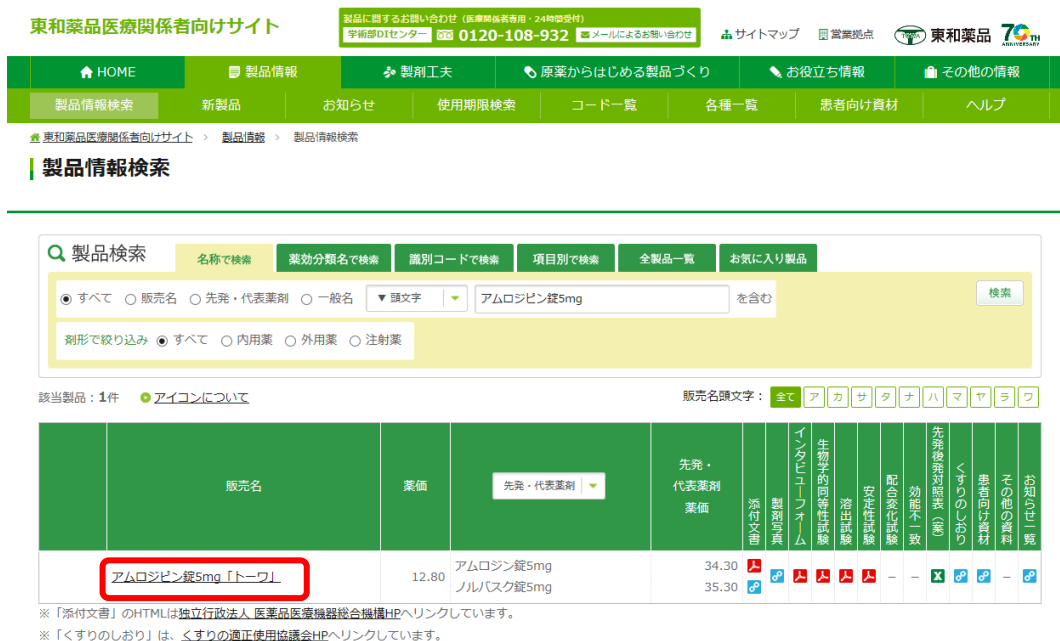 東和薬品医療関係者向けサイト
製品に関するお問い合わせ（医療関係者専用・24時間受付）
学術部DIセンター 0120-108-932 メールによるお問い合わせ
サイトマップ 営業拠点 TOWA 東和薬品 70TH ANNIVERSARY
HOME 製品情報 製剤工夫 原薬からはじめる製品づくり お役立ち情報 その他の情報
製品情報検索 新製品 お知らせ 使用期限検索 コード一覧 各種一覧 患者向け資材 ヘルプ
東和薬品医療関係者向けサイト > 製品情報 > 製品情報検索
製品情報検索
製品検索 名称で検索 薬効分類名で検索 識別コードで検索 項目別で検索 全製品一覧 お気に入り製品
すべて 販売名 先発・代表薬剤 一般名 ▼頭文字 アムロジピン錠5mg を含む 検索
剤形で絞り込み すべて 内用薬 外用薬 注射薬
該当製品：1件 アイコンについて 販売名頭文字： 全て ア カ サ タ ナ ハ マ ヤ ラ ワ
販売名
薬価
先発・代表薬剤
先発・
代表薬剤
薬価
添付文書
製剤写真
インタビューフォーム
生物学的同等性試験
溶出試験
安定性試験
配合変化試験
効能不一致
先発後発対照表（案）
くすりのしおり
患者向け資材
その他の資料
お知らせ一覧
アムロジピン錠5mg「トーワ」 12.80
アムロジン錠5mg 34.30
ノルバスク錠5mg 35.30
− − X −
※「添付文書」のHTMLは独立行政法人 医薬品医療機器総合機構HPへリンクしています。
※「くすりのしおり」は、くすりの適正使用協議会HPへリンクしています。